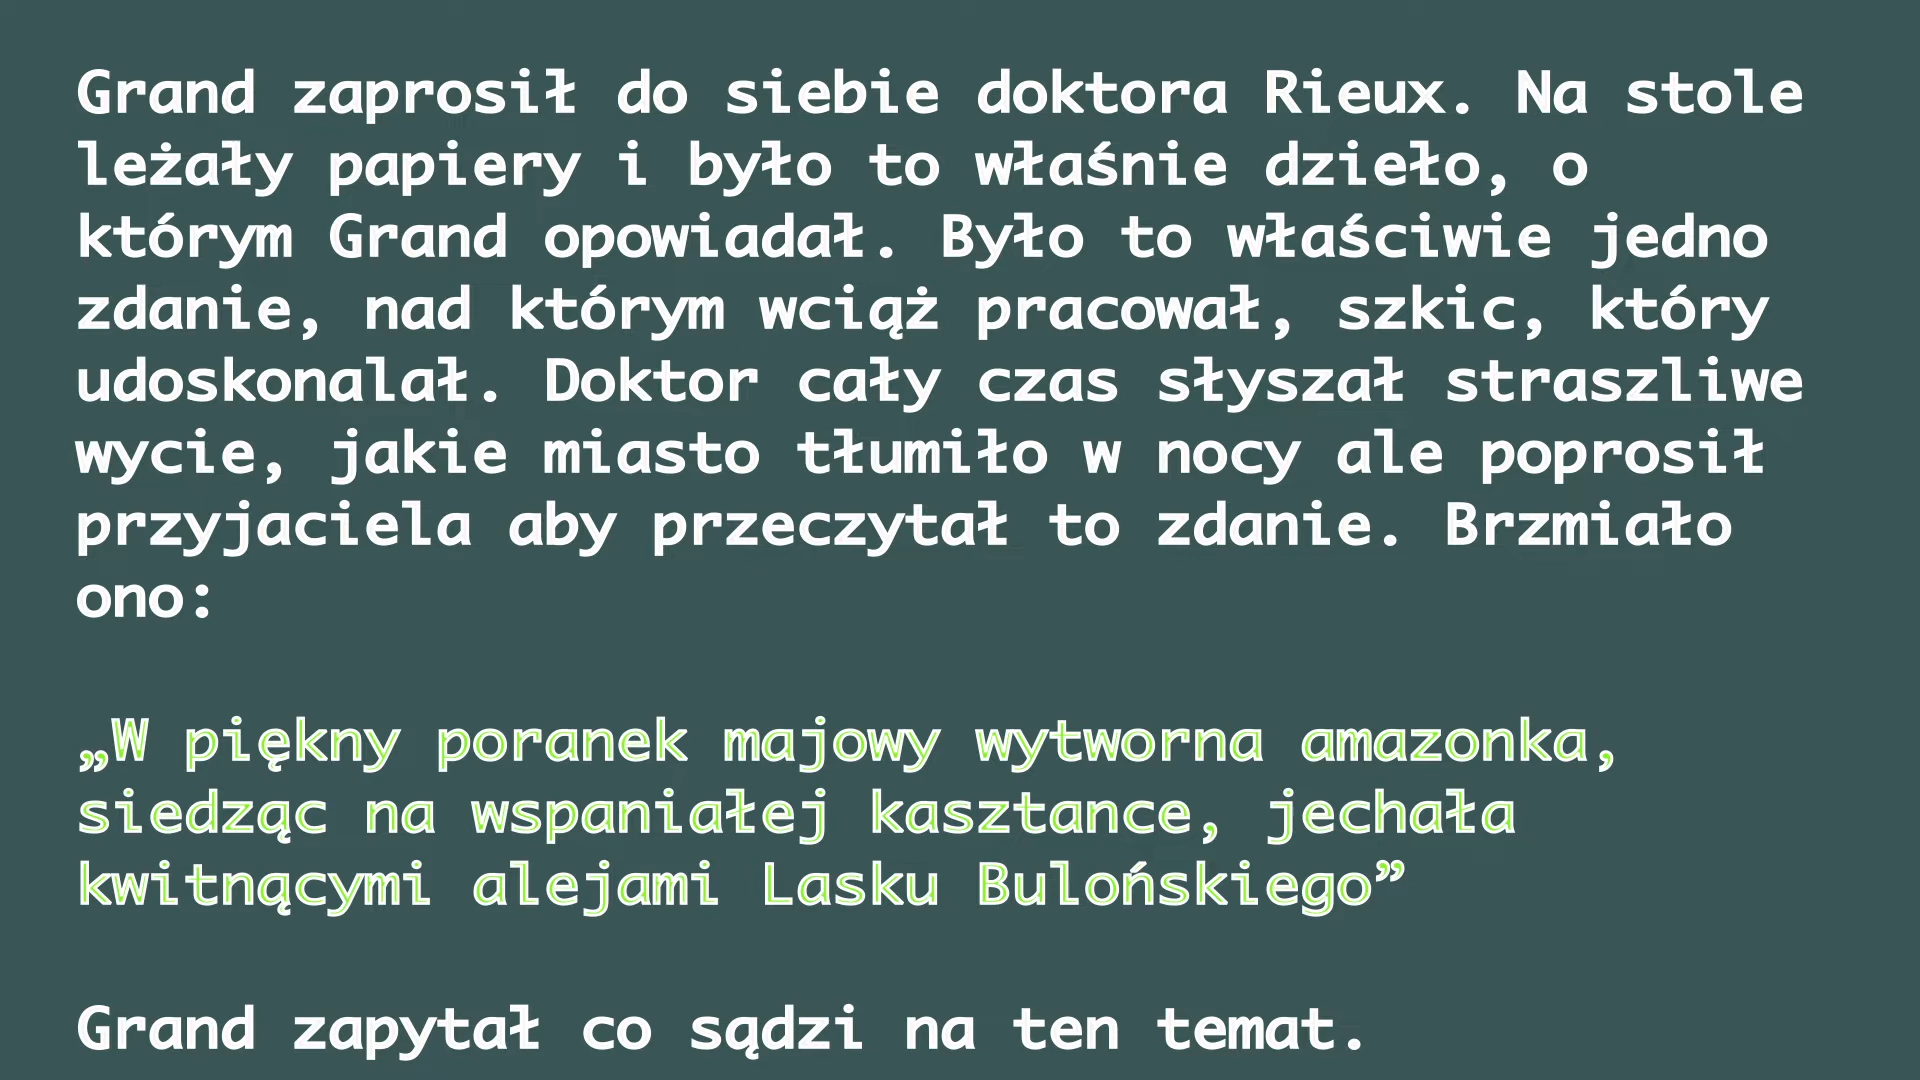 Grand zaprosił do siebie doktora Rieux. Na stole
leżały papiery i było to właśnie dzieło, o
którym Grand opowiadał. Było to właściwie jedno
zdanie, nad którym wciąż pracował, szkic, który
udoskonalał. Doktor cały czas słyszał straszliwe
wycie, jakie miasto tłumiło w nocy ale poprosił
przyjaciela aby przeczytał to zdanie. Brzmiało
ono:
„W piękny poranek majowy wytworna amazonka,
siedząc na wspaniałej kasztance, jechała
kwitnącymi alejami Lasku Bulońskiego”
Grand zapytał co sądzi na ten temat.